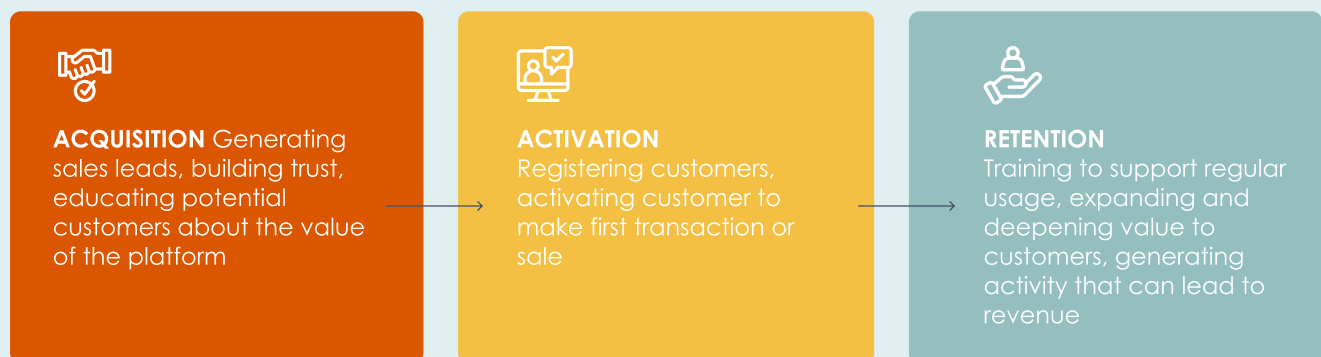 ACQUISITION Generating
sales leads, building trust,
educating potential
customers about the value
of the platform
ACTIVATION
Registering customers,
activating customer to
make first transaction or
sale
RETENTION
Training to support regular
usage, expanding and
deepening value to
customers, generating
activity that can lead to
revenue